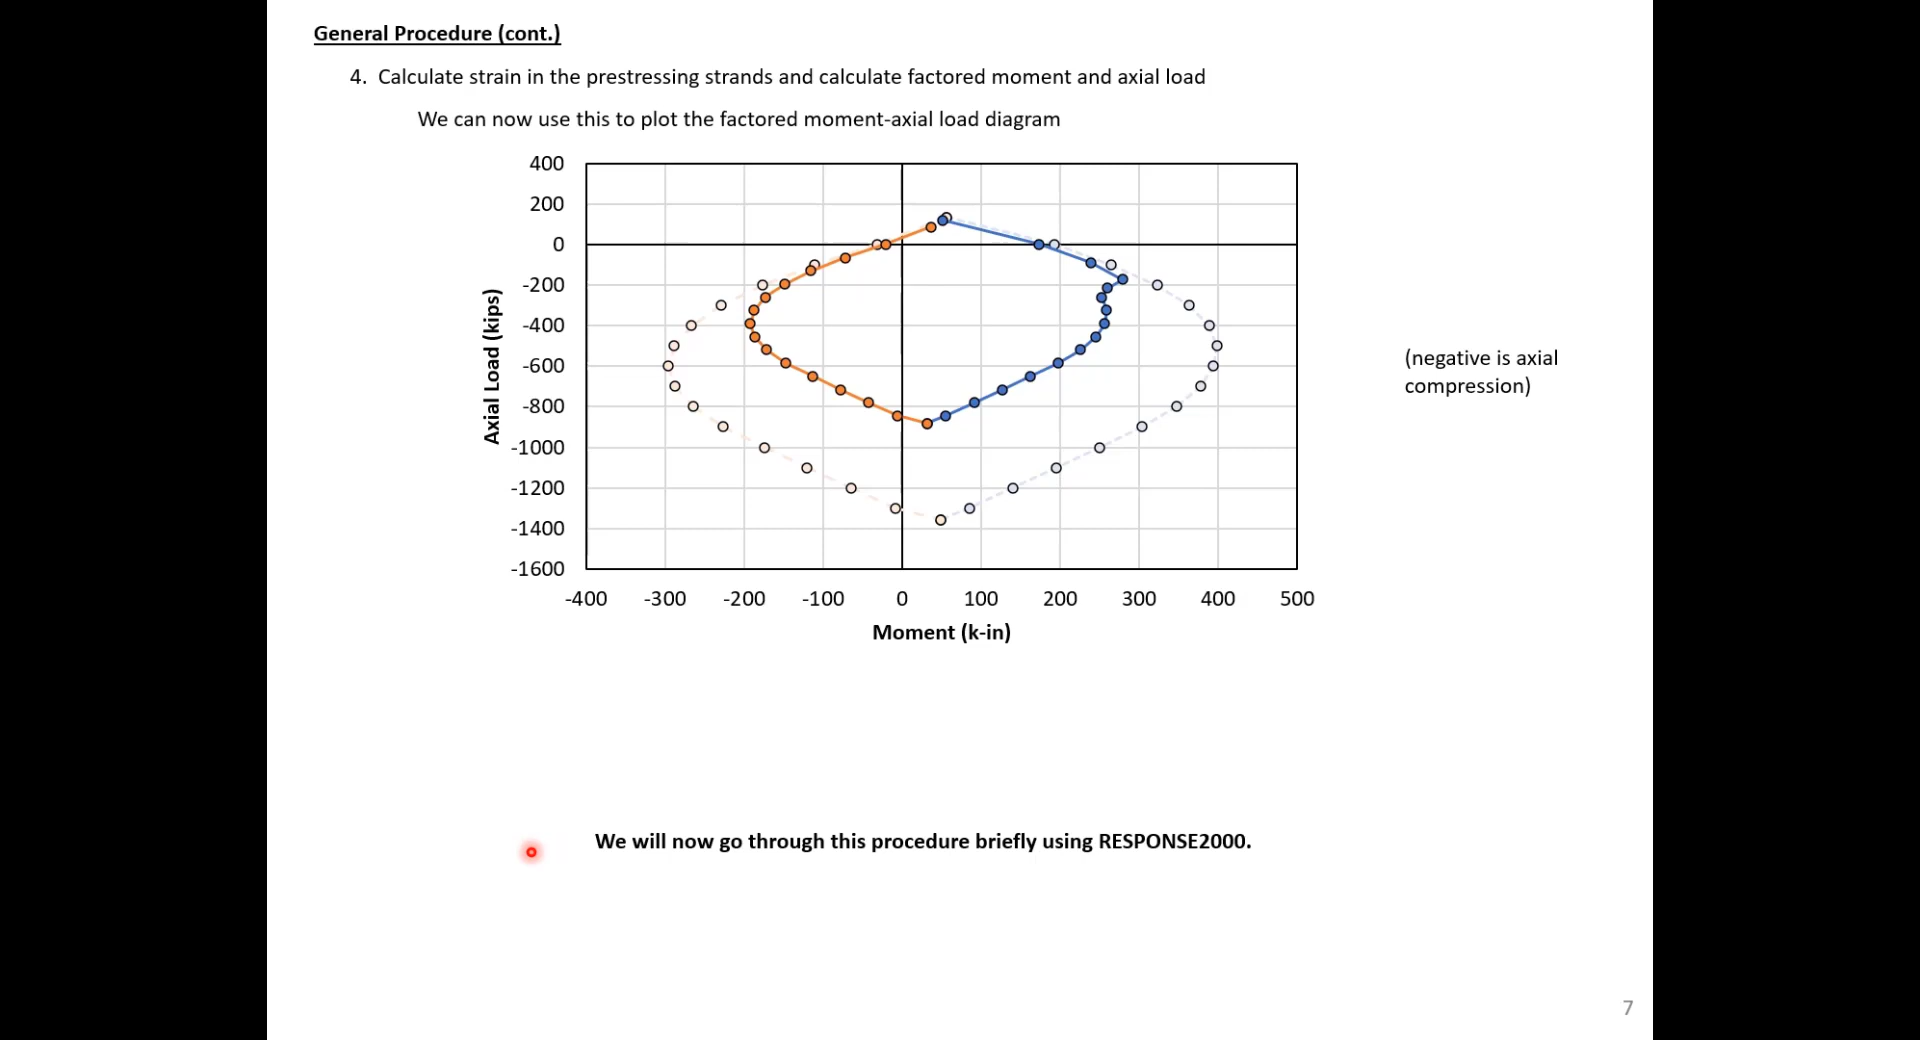 General Procedure (cont.)
4. Calculate strain in the prestressing strands and calculate factored moment and axial load
We can now use this to plot the factored moment-axial load diagram
400
200
0
-200
-400
-600
-800
-1000
-1200
-1400
-1600
Axial Load (kips)
-400 -300 -200 -100 0 100 200 300 400 500
Moment (k-in)
(negative is axial
compression)
We will now go through this procedure briefly using RESPONSE2000.
7